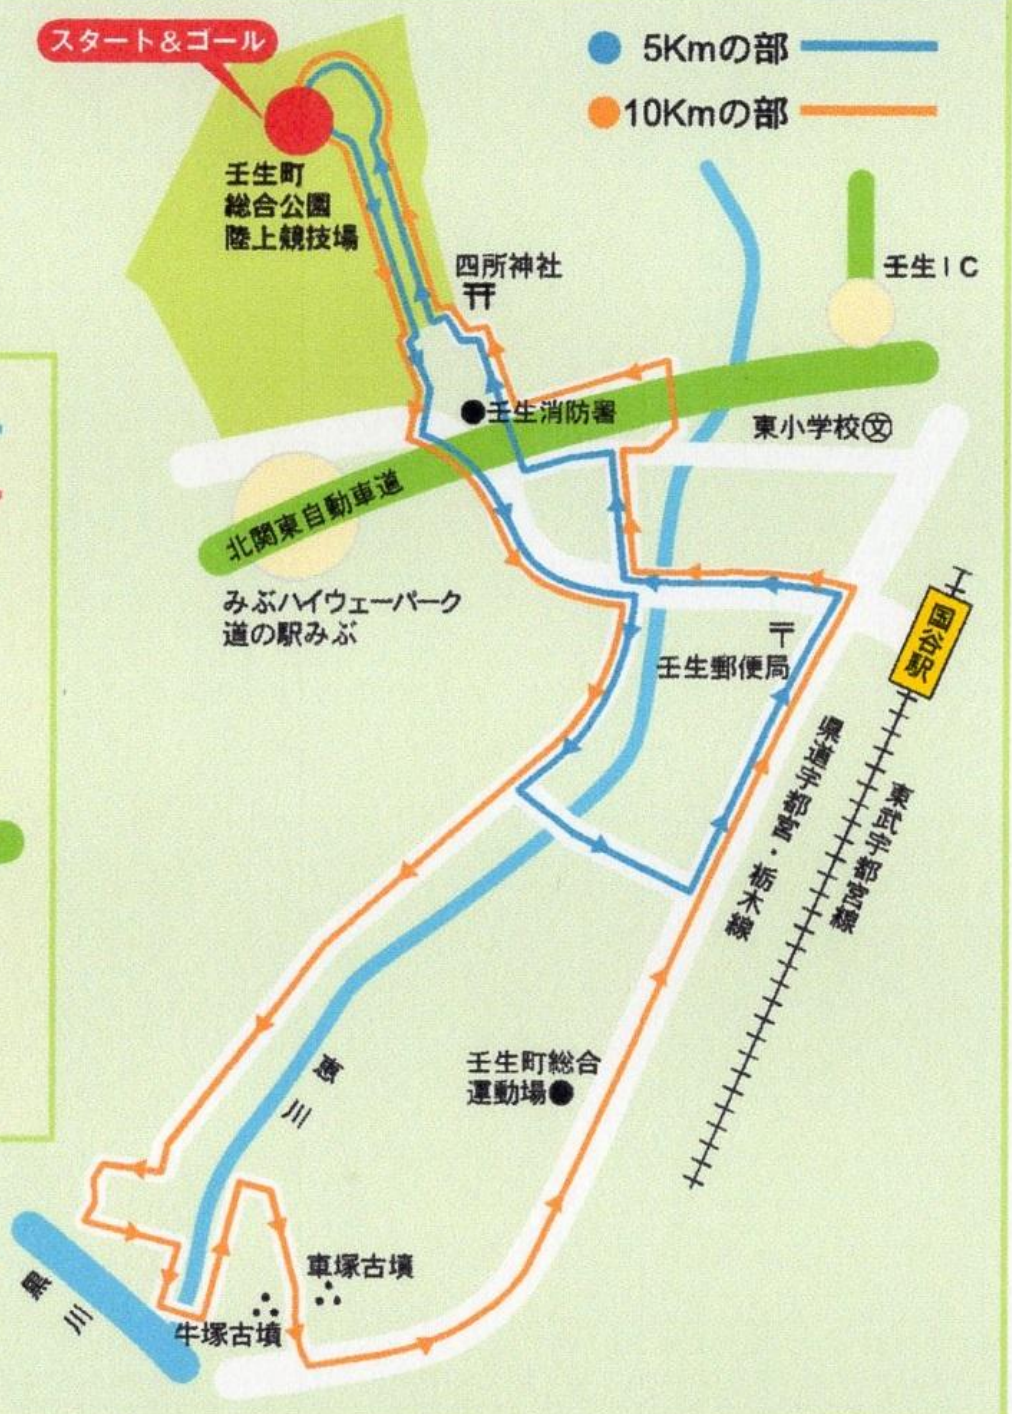 スタート＆ゴール
5Kmの部
10Kmの部
壬生町
総合公園
陸上競技場
四所神社
壬生IC
壬生消防署
東小学校文
北関東自動車道
みぶハイウェーパーク
道の駅みぶ
国谷駅
〒
壬生郵便局
県道宇都宮・栃木線
東武宇都宮線
恵川
壬生町総合
運動場
車塚古墳
牛塚古墳
黒川